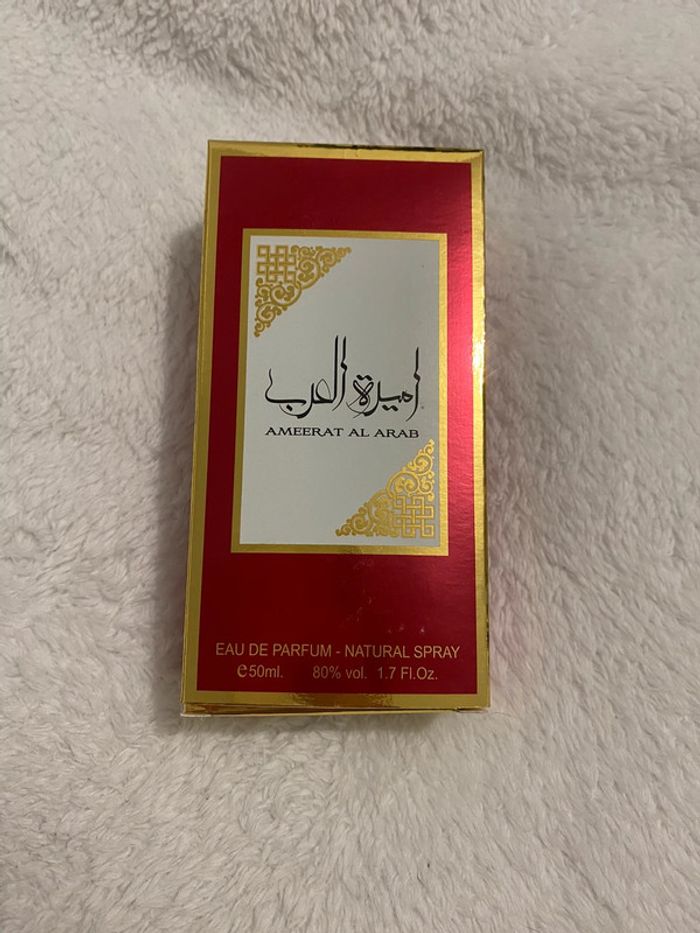 اميرة العرب
AMEERAT AL ARAB
EAU DE PARFUM - NATURAL SPRAY
℮50ml. 80% vol. 1.7 Fl.Oz.